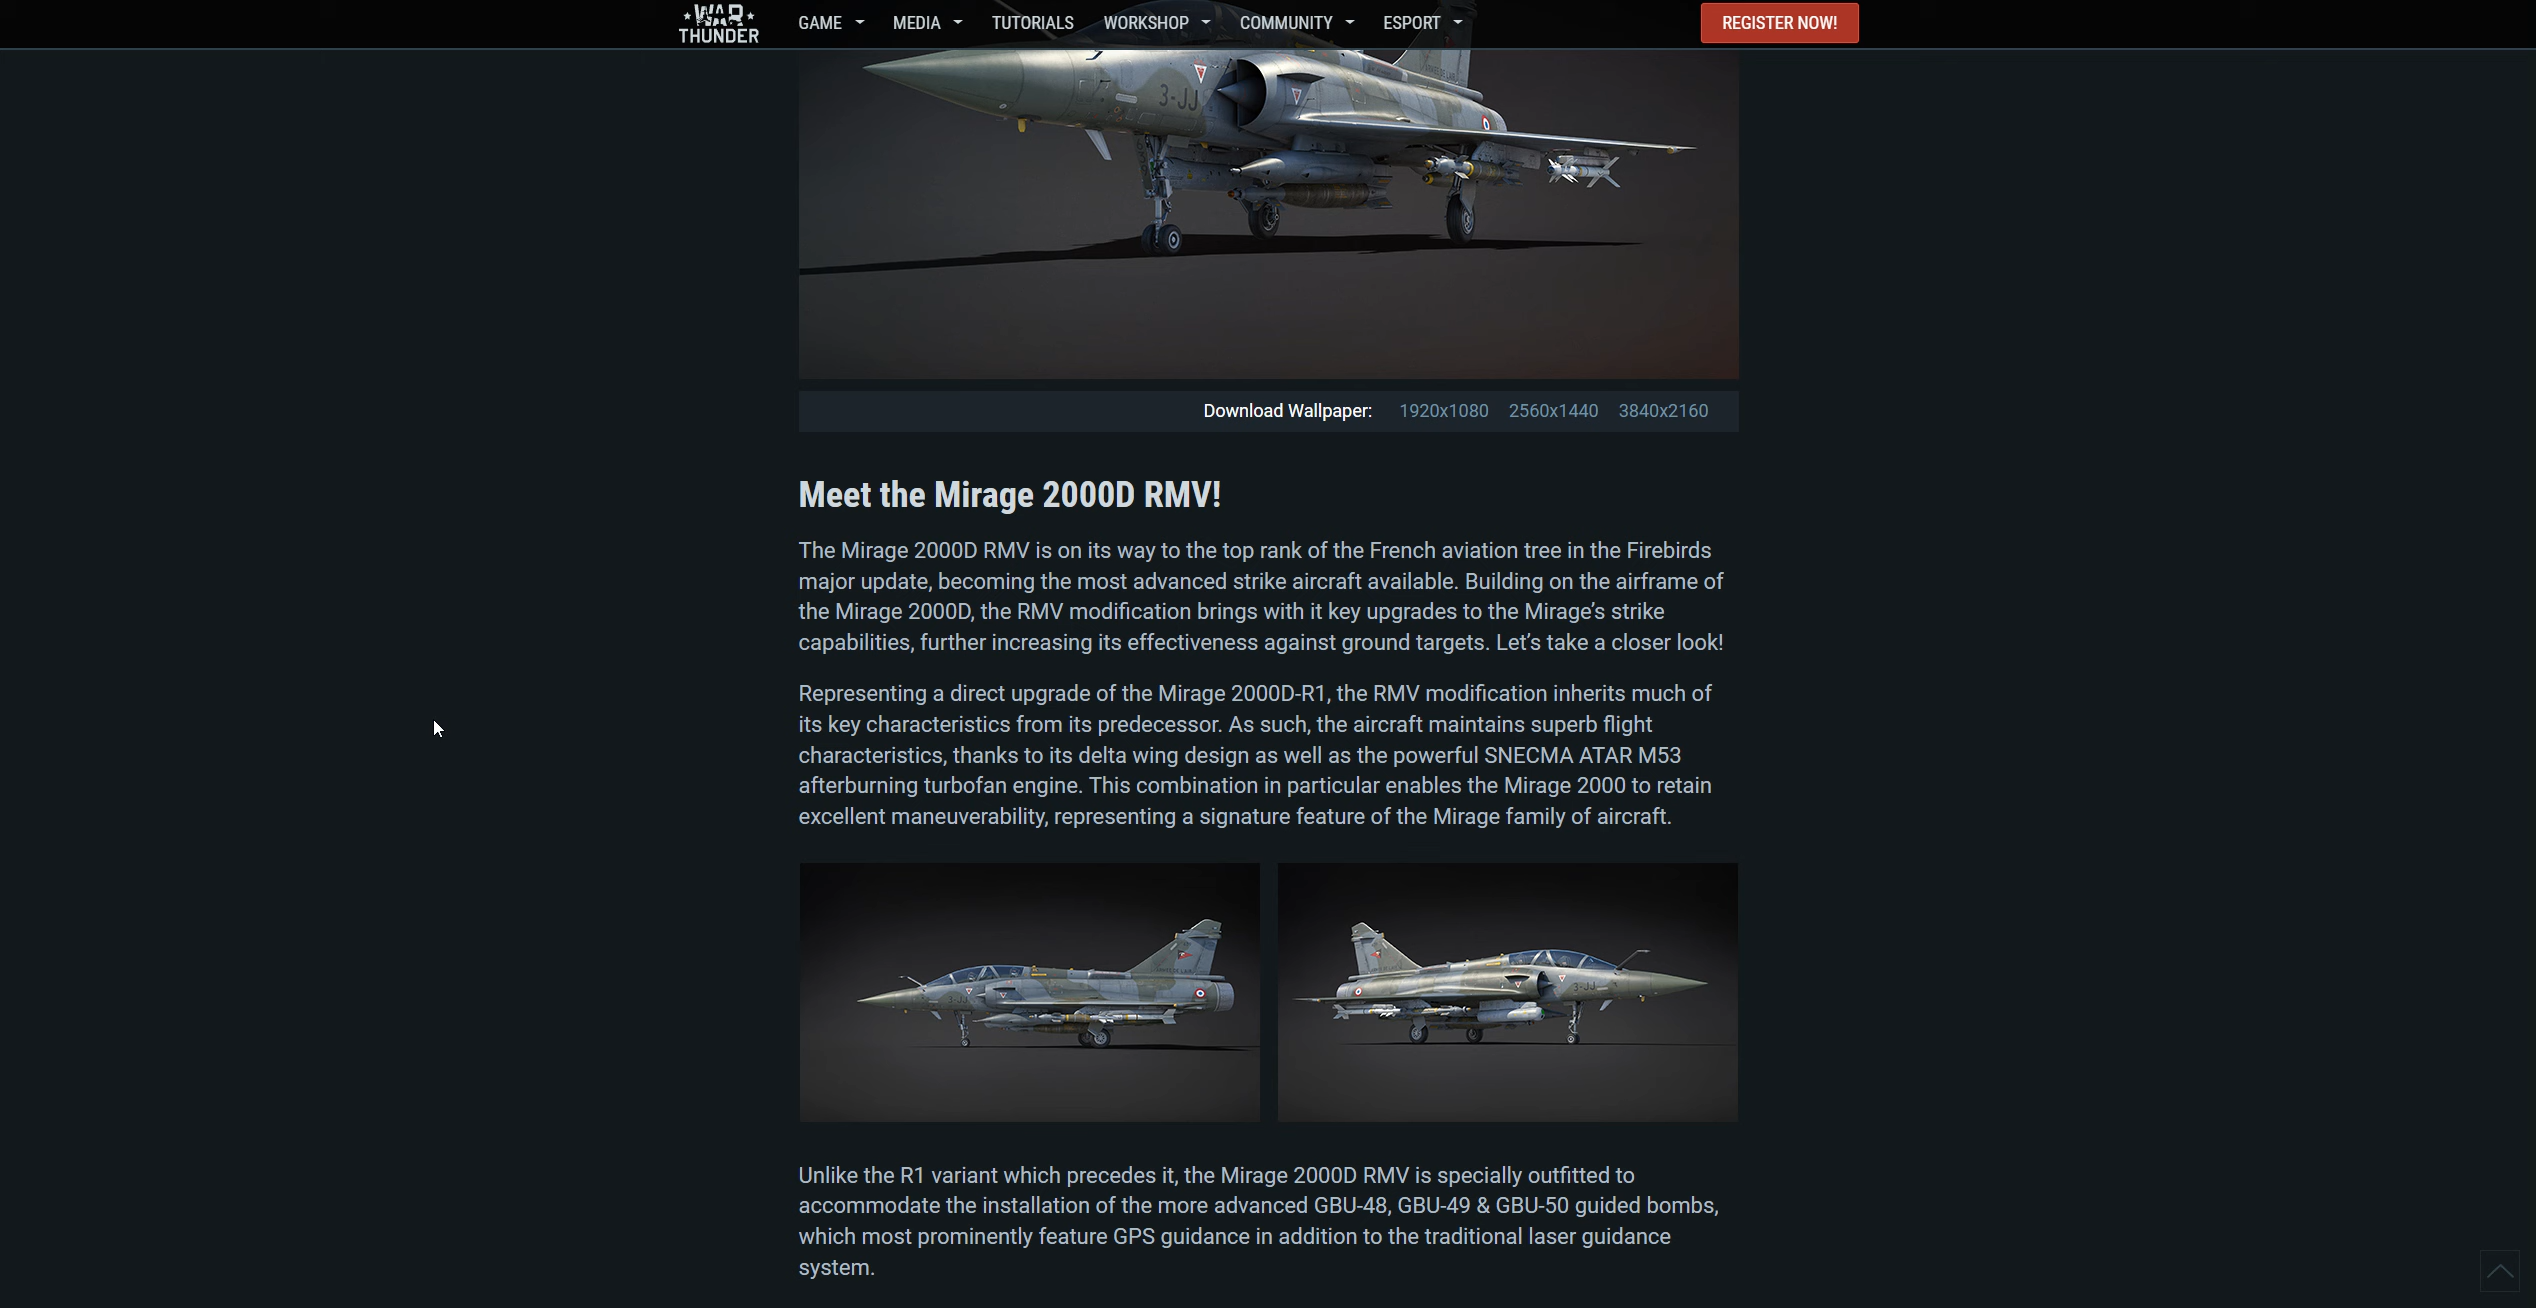 WAR THUNDER
GAME MEDIA TUTORIALS WORKSHOP COMMUNITY ESPORT REGISTER NOW!
3-JJ
Download Wallpaper: 1920x1080 2560x1440 3840x2160
Meet the Mirage 2000D RMV!
The Mirage 2000D RMV is on its way to the top rank of the French aviation tree in the Firebirds
major update, becoming the most advanced strike aircraft available. Building on the airframe of
the Mirage 2000D, the RMV modification brings with it key upgrades to the Mirage’s strike
capabilities, further increasing its effectiveness against ground targets. Let’s take a closer look!
Representing a direct upgrade of the Mirage 2000D-R1, the RMV modification inherits much of
its key characteristics from its predecessor. As such, the aircraft maintains superb flight
characteristics, thanks to its delta wing design as well as the powerful SNECMA ATAR M53
afterburning turbofan engine. This combination in particular enables the Mirage 2000 to retain
excellent maneuverability, representing a signature feature of the Mirage family of aircraft.
3-JJ 3-JJ
Unlike the R1 variant which precedes it, the Mirage 2000D RMV is specially outfitted to
accommodate the installation of the more advanced GBU-48, GBU-49 & GBU-50 guided bombs,
which most prominently feature GPS guidance in addition to the traditional laser guidance
system.